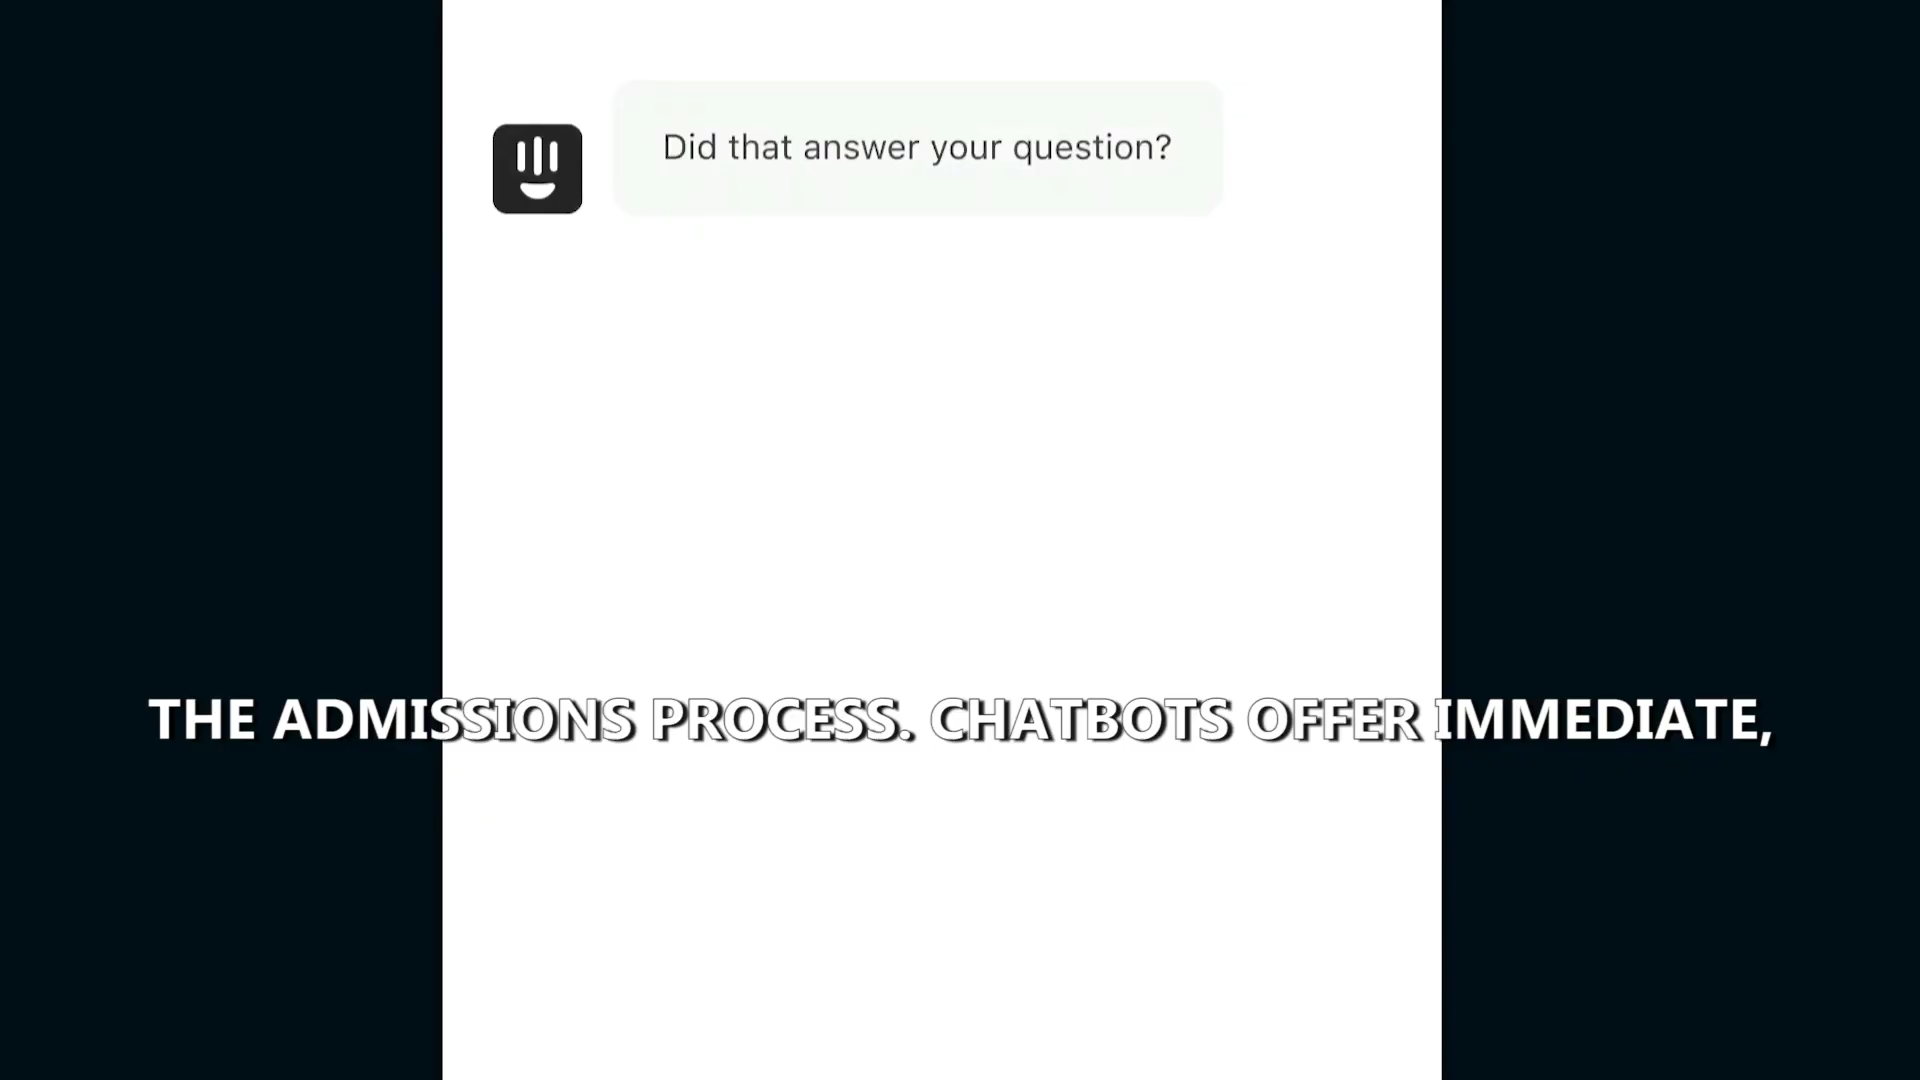 Did that answer your question?
THE ADMISSIONS PROCESS. CHATBOTS OFFER IMMEDIATE,